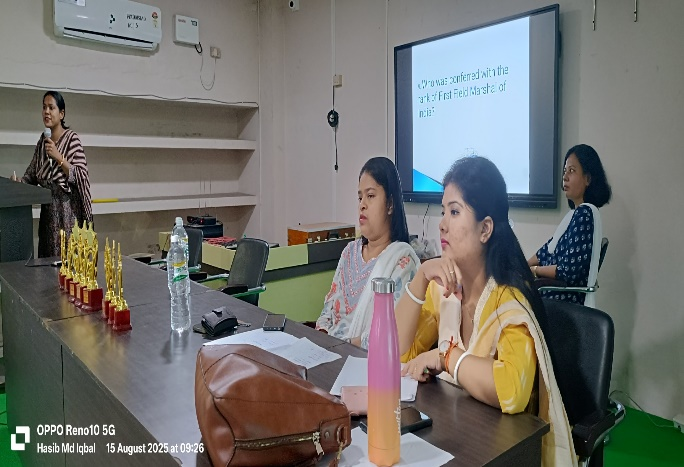 Who was conferred with the
rank of First Field Marshal of
India?
OPPO Reno10 5G
Hasib Md Iqbal 15 August 2025 at 09:26